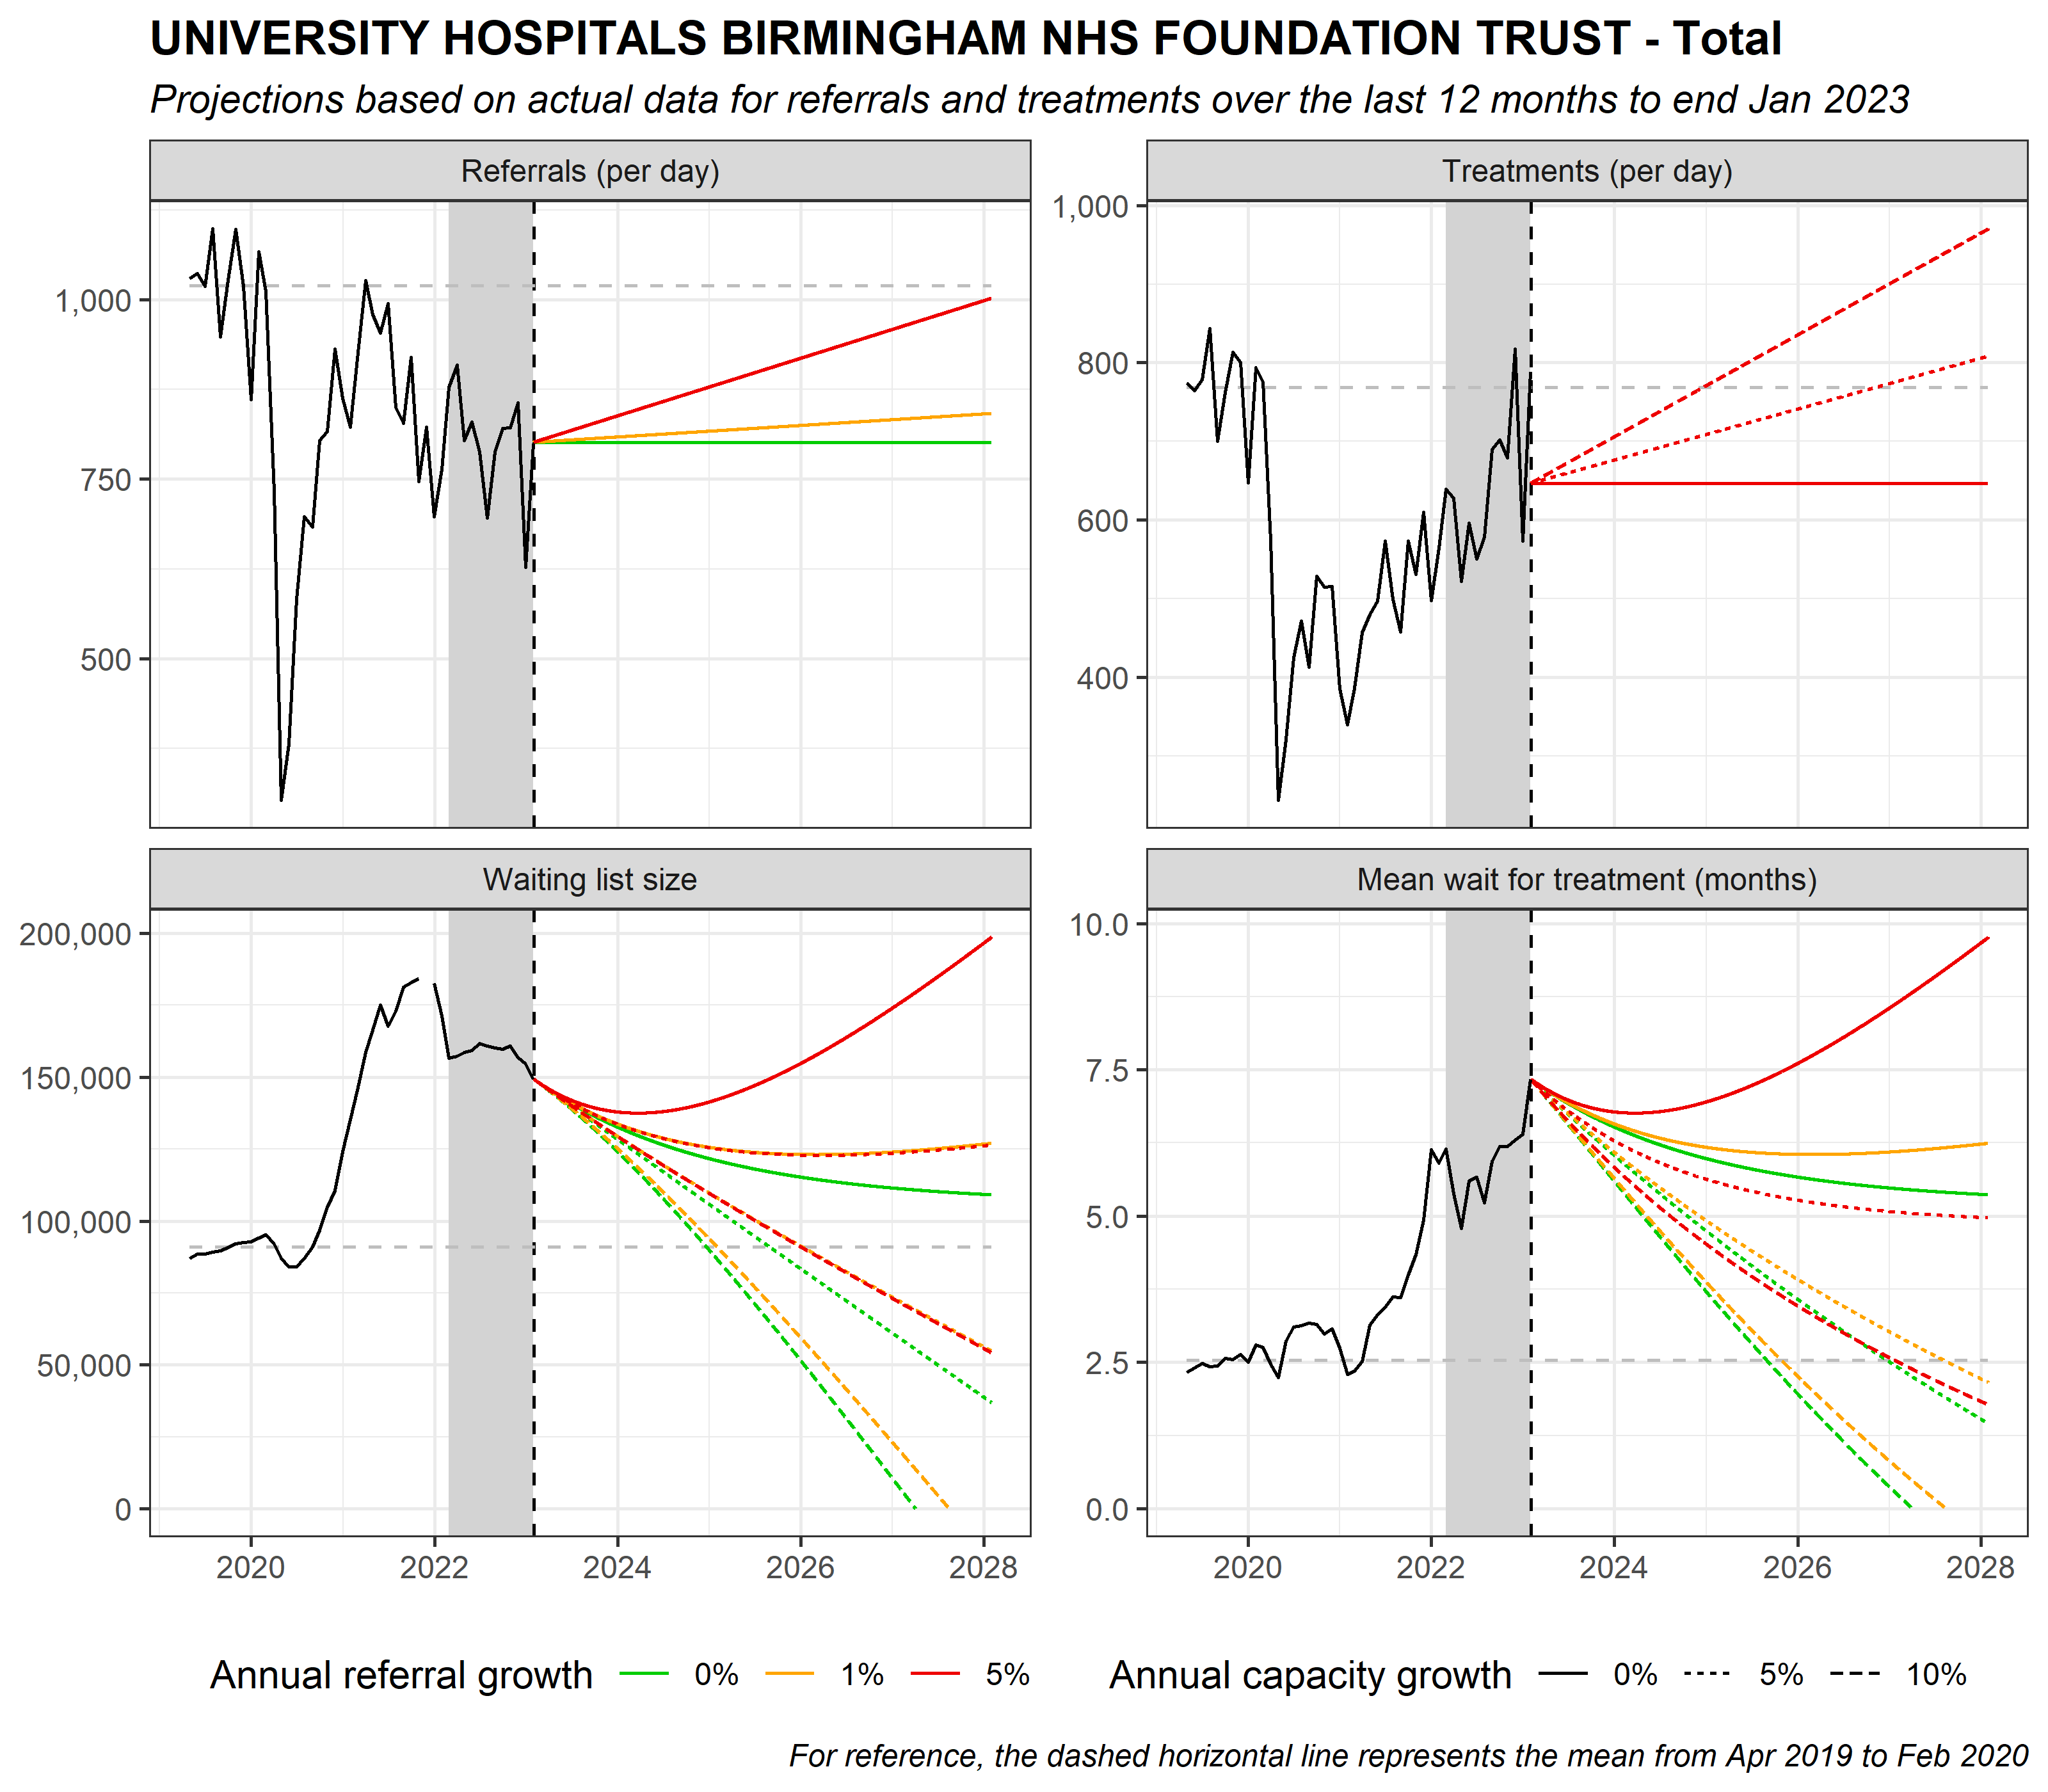 UNIVERSITY HOSPITALS BIRMINGHAM NHS FOUNDATION TRUST - Total
Projections based on actual data for referrals and treatments over the last 12 months to end Jan 2023
Referrals (per day)
1,000
750
500
Treatments (per day)
1,000
800
600
400
Waiting list size
200,000
150,000
100,000
50,000
0
2020 2022 2024 2026 2028
Mean wait for treatment (months)
10.0
7.5
5.0
2.5
0.0
2020 2022 2024 2026 2028
Annual referral growth 0% 1% 5%
Annual capacity growth 0% 5% 10%
For reference, the dashed horizontal line represents the mean from Apr 2019 to Feb 2020